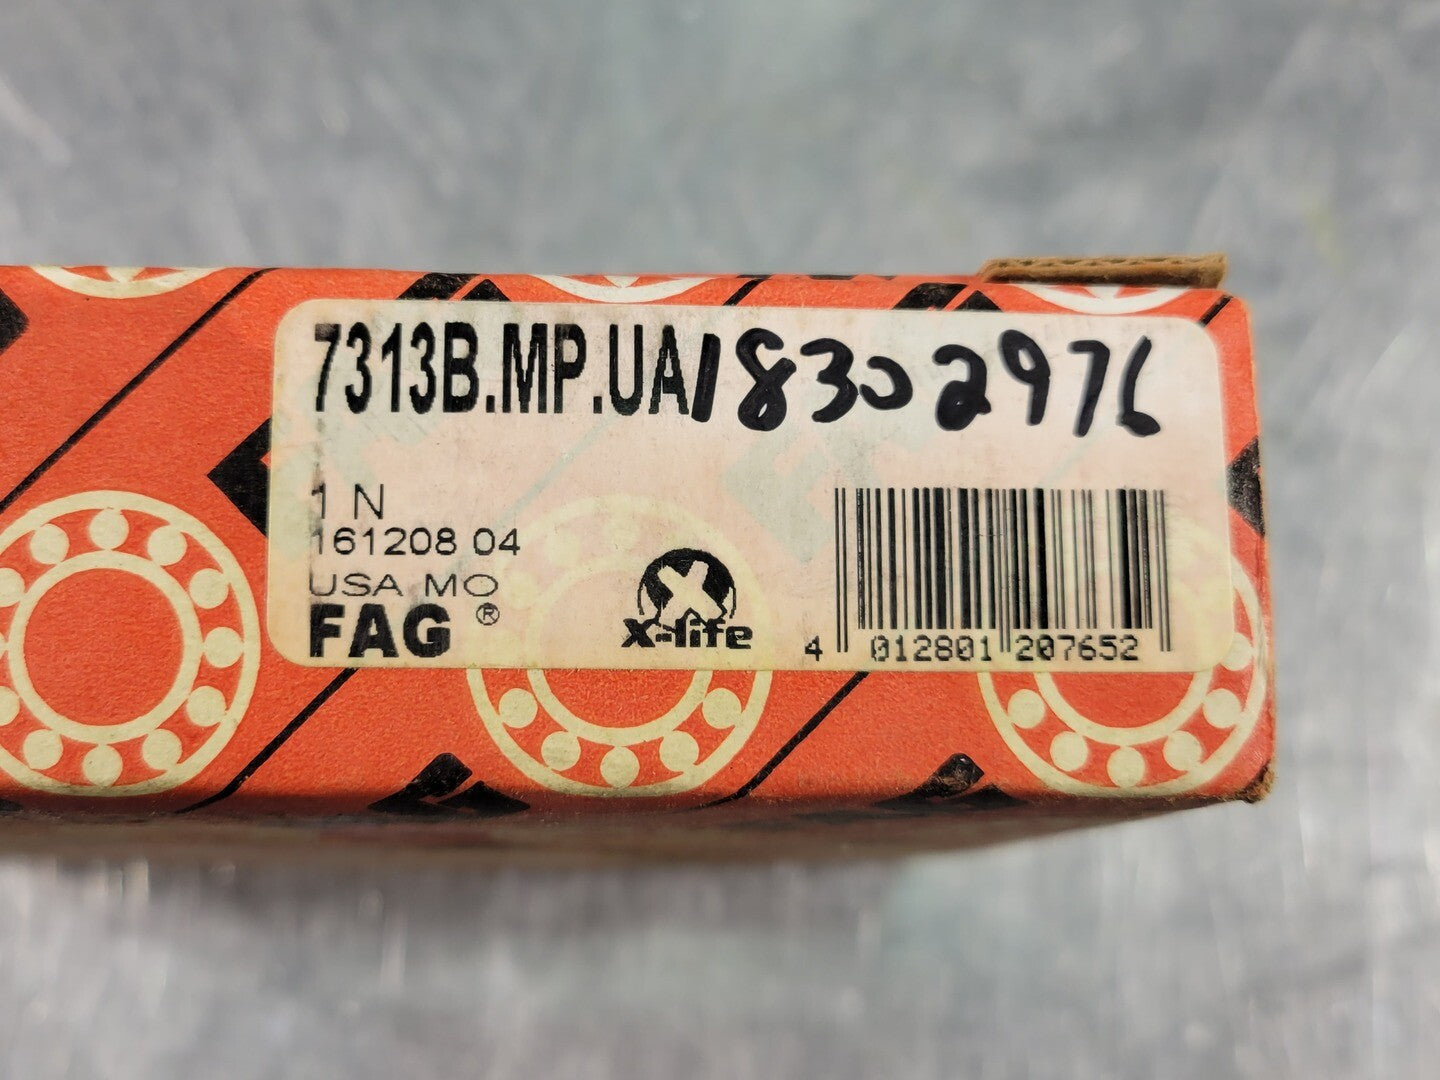 7313B.MP.UA 18302976
1 N
161208 04
USA MO
FAG ®
X-life
4 012801 207652